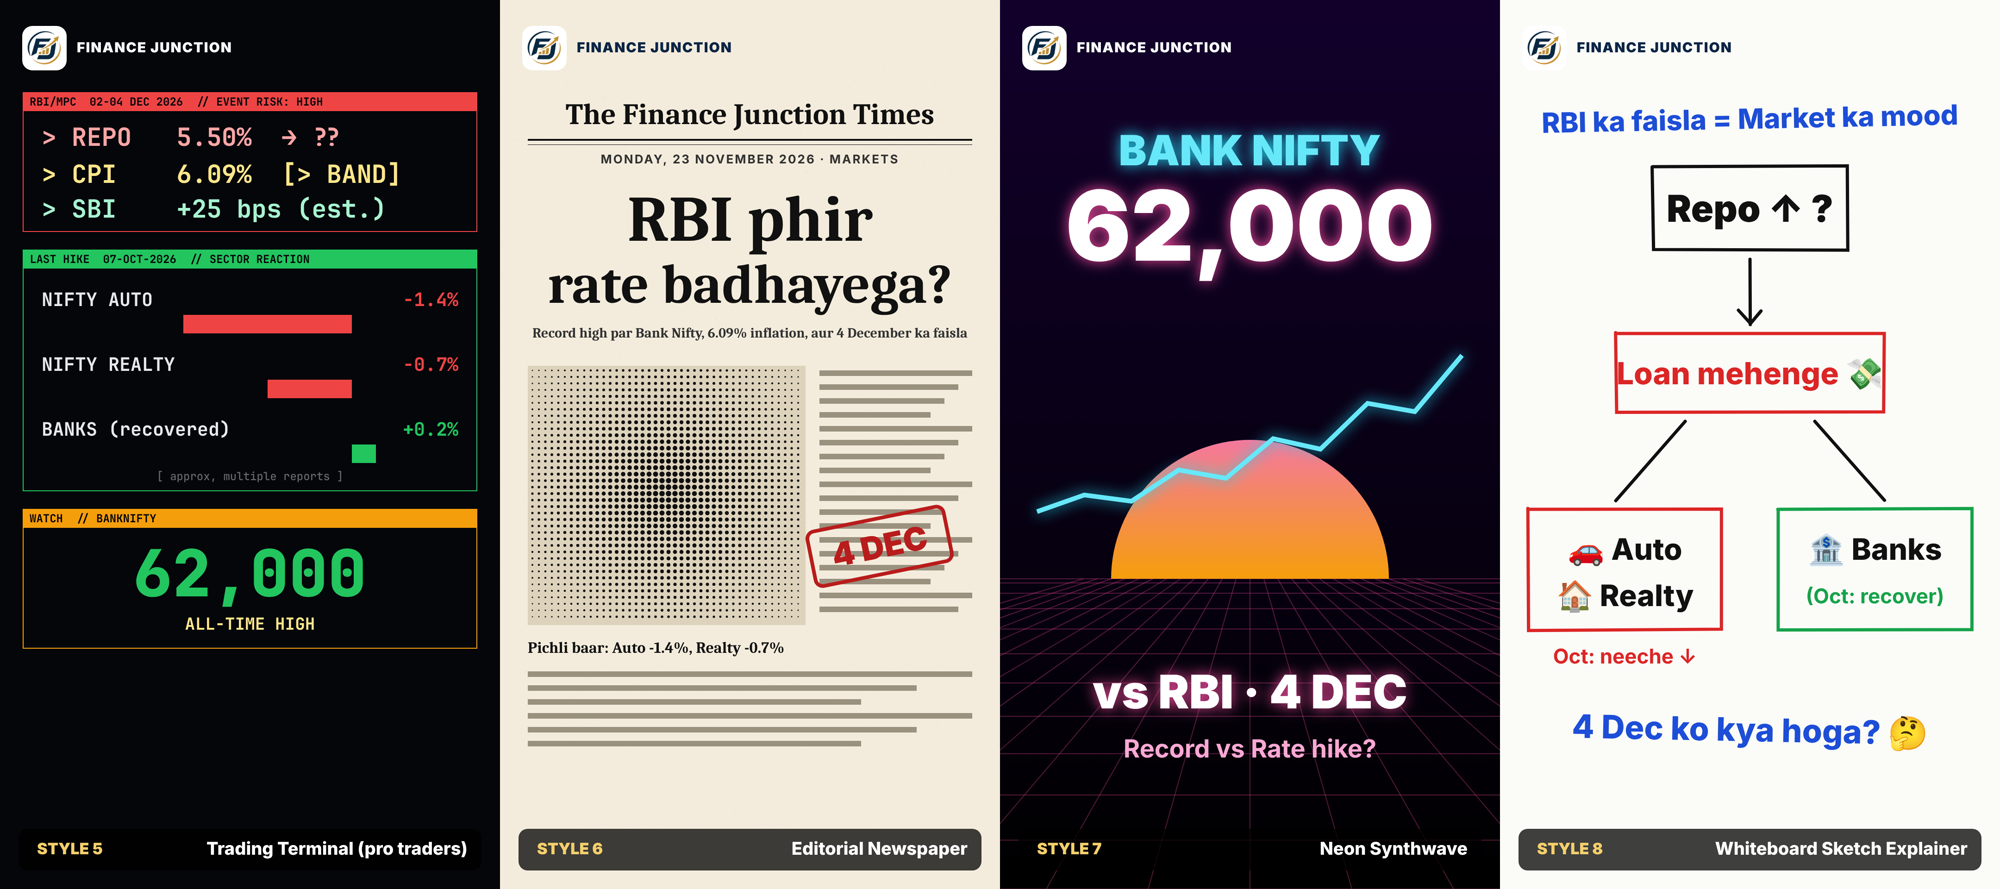 FJ FINANCE JUNCTION
RBI/MPC 02-04 DEC 2026 // EVENT RISK: HIGH
> REPO 5.50% → ??
> CPI 6.09% [> BAND]
> SBI +25 bps (est.)
LAST HIKE 07-OCT-2026 // SECTOR REACTION
NIFTY AUTO -1.4%
NIFTY REALTY -0.7%
BANKS (recovered) +0.2%
[ approx, multiple reports ]
WATCH // BANKNIFTY
62,000
ALL-TIME HIGH
STYLE 5 Trading Terminal (pro traders)
FJ FINANCE JUNCTION
The Finance Junction Times
MONDAY, 23 NOVEMBER 2026 · MARKETS
RBI phir
rate badhayega?
Record high par Bank Nifty, 6.09% inflation, aur 4 December ka faisla
4 DEC
Pichli baar: Auto -1.4%, Realty -0.7%
STYLE 6 Editorial Newspaper
FJ FINANCE JUNCTION
BANK NIFTY
62,000
vs RBI · 4 DEC
Record vs Rate hike?
STYLE 7 Neon Synthwave
FJ FINANCE JUNCTION
RBI ka faisla = Market ka mood
Repo ↑ ?
Loan mehenge 💸
🚗 Auto
🏠 Realty
🏦 Banks
(Oct: recover)
Oct: neeche ↓
4 Dec ko kya hoga? 🤔
STYLE 8 Whiteboard Sketch Explainer